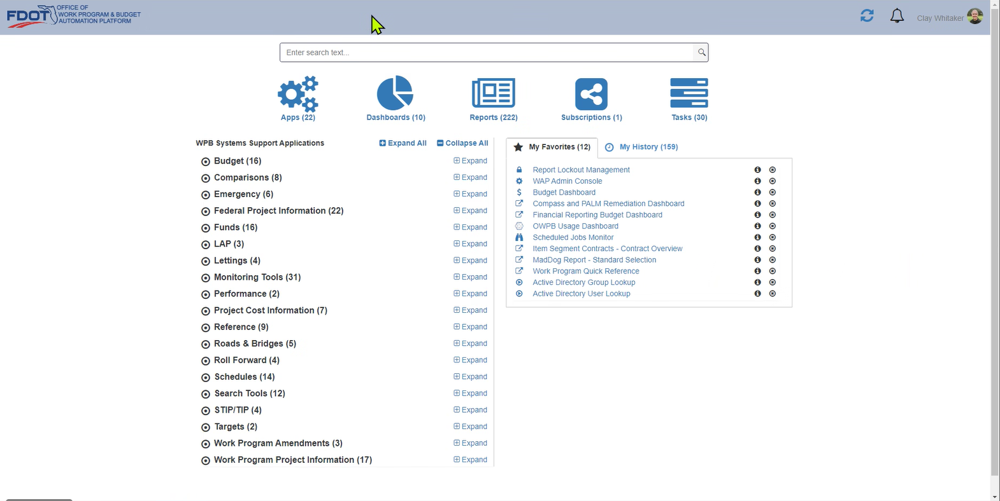 FDOT
OFFICE OF
WORK PROGRAM & BUDGET
AUTOMATION PLATFORM
Clay Whitaker
Enter search text...
Apps (22)
Dashboards (10)
Reports (222)
Subscriptions (1)
Tasks (30)
WPB Systems Support Applications
Expand All
Collapse All
Budget (16) Expand
Comparisons (8) Expand
Emergency (6) Expand
Federal Project Information (22) Expand
Funds (16) Expand
LAP (3) Expand
Lettings (4) Expand
Monitoring Tools (31) Expand
Performance (2) Expand
Project Cost Information (7) Expand
Reference (9) Expand
Roads & Bridges (5) Expand
Roll Forward (4) Expand
Schedules (14) Expand
Search Tools (12) Expand
STIP/TIP (4) Expand
Targets (2) Expand
Work Program Amendments (3) Expand
Work Program Project Information (17) Expand
My Favorites (12)
My History (159)
Report Lockout Management
WAP Admin Console
$ Budget Dashboard
Compass and PALM Remediation Dashboard
Financial Reporting Budget Dashboard
OWPB Usage Dashboard
Scheduled Jobs Monitor
Item Segment Contracts - Contract Overview
MadDog Report - Standard Selection
Work Program Quick Reference
Active Directory Group Lookup
Active Directory User Lookup